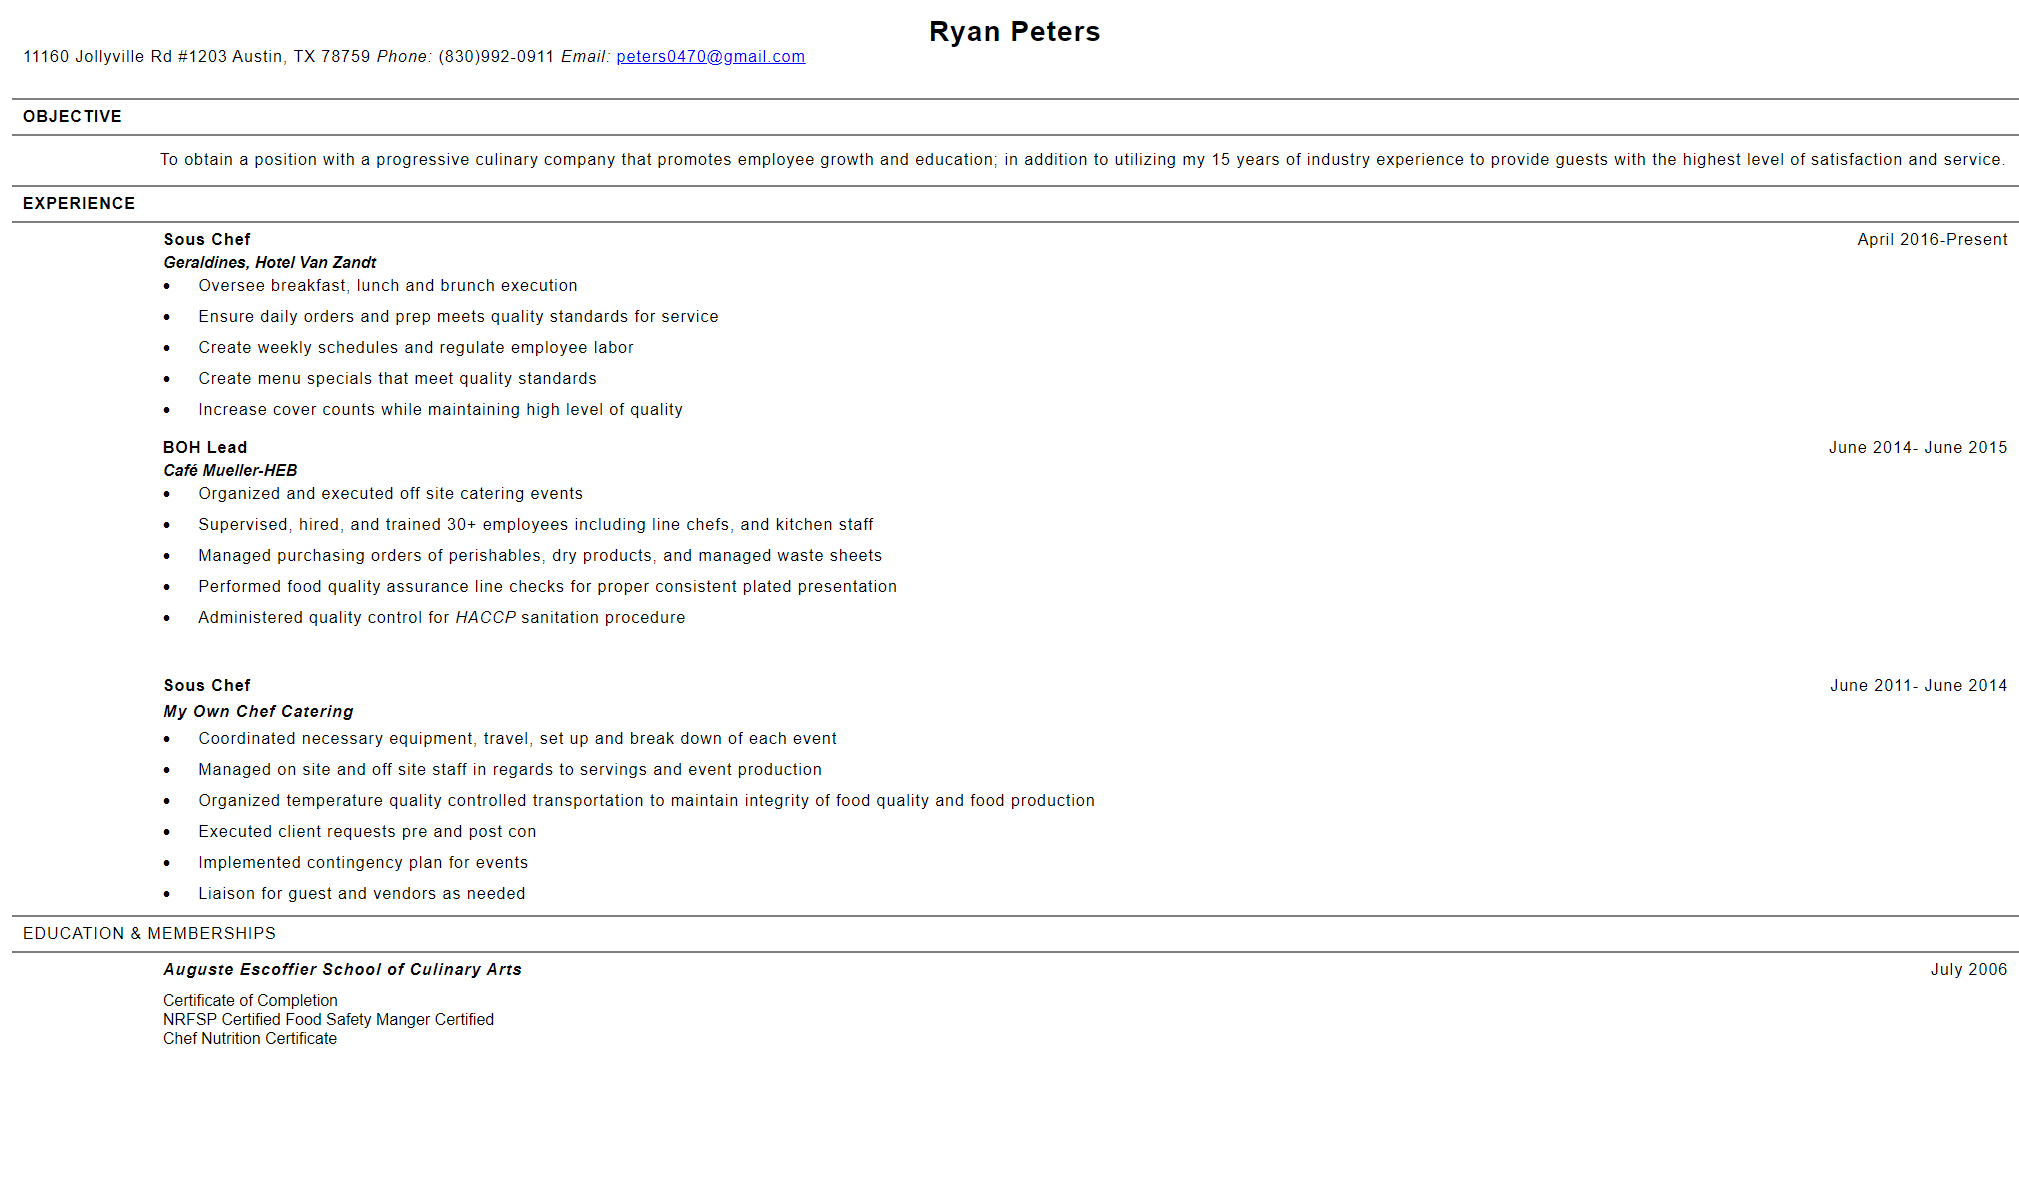 Ryan Peters
11160 Jollyville Rd #1203 Austin, TX 78759 Phone: (830)992-0911 Email: peters0470@gmail.com
OBJECTIVE
To obtain a position with a progressive culinary company that promotes employee growth and education; in addition to utilizing my 15 years of industry experience to provide guests with the highest level of satisfaction and service.
EXPERIENCE
Sous Chef April 2016-Present
Geraldines, Hotel Van Zandt
• Oversee breakfast, lunch and brunch execution
• Ensure daily orders and prep meets quality standards for service
• Create weekly schedules and regulate employee labor
• Create menu specials that meet quality standards
• Increase cover counts while maintaining high level of quality
BOH Lead June 2014- June 2015
Café Mueller-HEB
• Organized and executed off site catering events
• Supervised, hired, and trained 30+ employees including line chefs, and kitchen staff
• Managed purchasing orders of perishables, dry products, and managed waste sheets
• Performed food quality assurance line checks for proper consistent plated presentation
• Administered quality control for HACCP sanitation procedure
Sous Chef June 2011- June 2014
My Own Chef Catering
• Coordinated necessary equipment, travel, set up and break down of each event
• Managed on site and off site staff in regards to servings and event production
• Organized temperature quality controlled transportation to maintain integrity of food quality and food production
• Executed client requests pre and post con
• Implemented contingency plan for events
• Liaison for guest and vendors as needed
EDUCATION & MEMBERSHIPS
Auguste Escoffier School of Culinary Arts July 2006
Certificate of Completion
NRFSP Certified Food Safety Manger Certified
Chef Nutrition Certificate